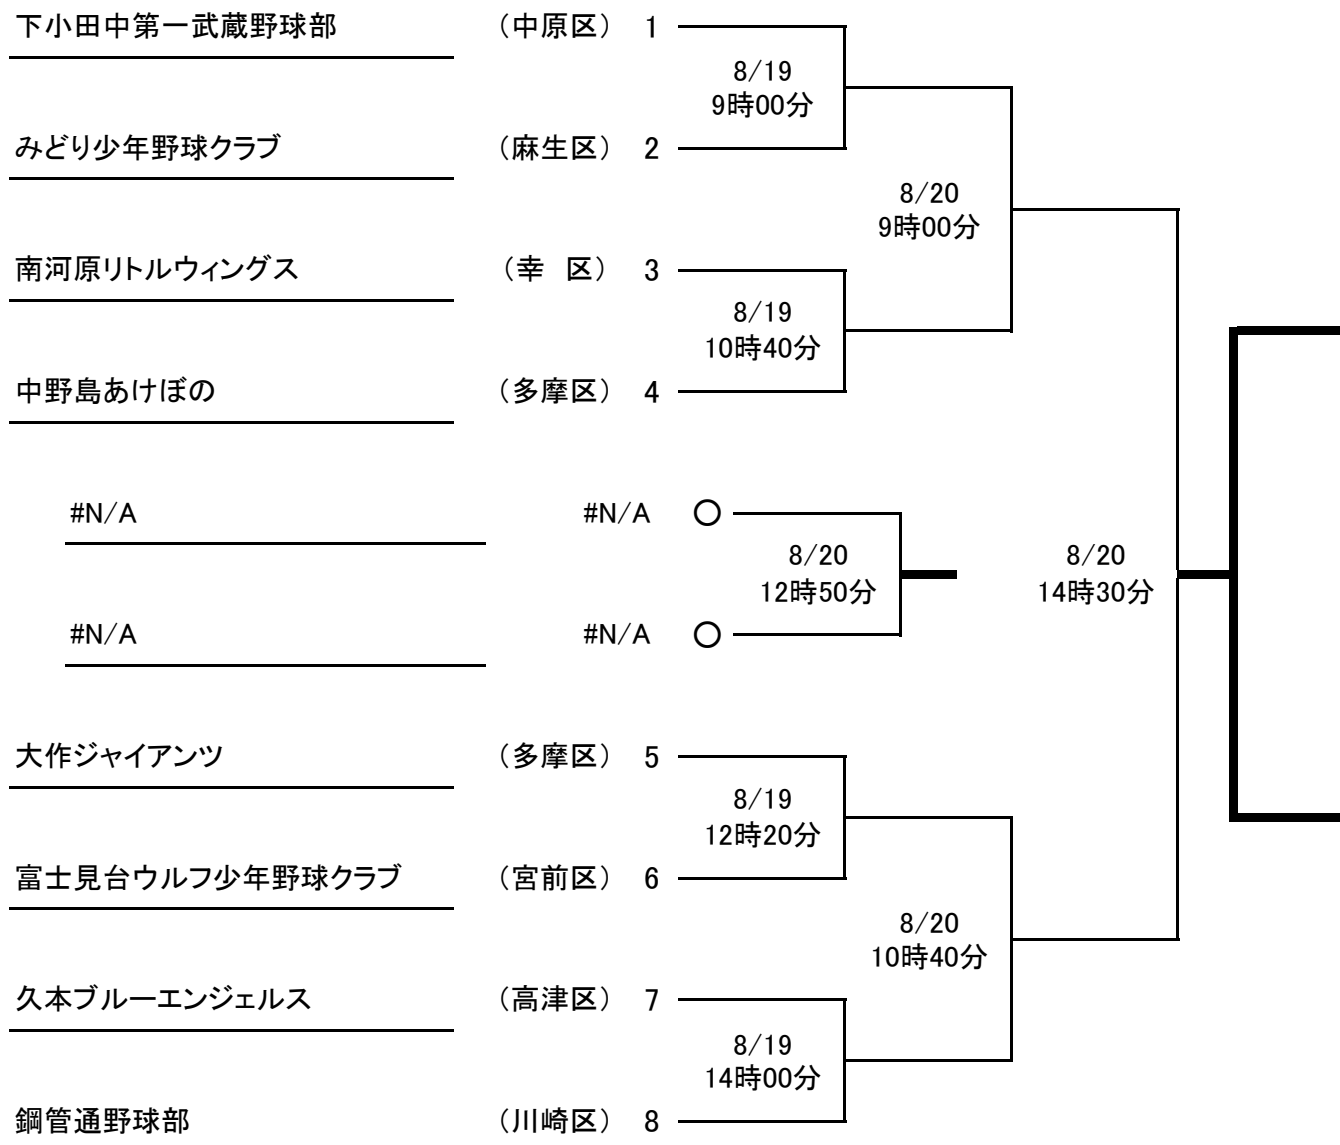 下小田中第一武蔵野球部 （中原区） 1
8/19
9時00分
みどり少年野球クラブ （麻生区） 2
8/20
9時00分
南河原リトルウィングス （幸　区） 3
8/19
10時40分
中野島あけぼの （多摩区） 4
#N/A #N/A ○
8/20 8/20
12時50分 14時30分
#N/A #N/A ○
大作ジャイアンツ （多摩区） 5
8/19
12時20分
富士見台ウルフ少年野球クラブ （宮前区） 6
8/20
10時40分
久本ブルーエンジェルス （高津区） 7
8/19
14時00分
鋼管通野球部 （川崎区） 8